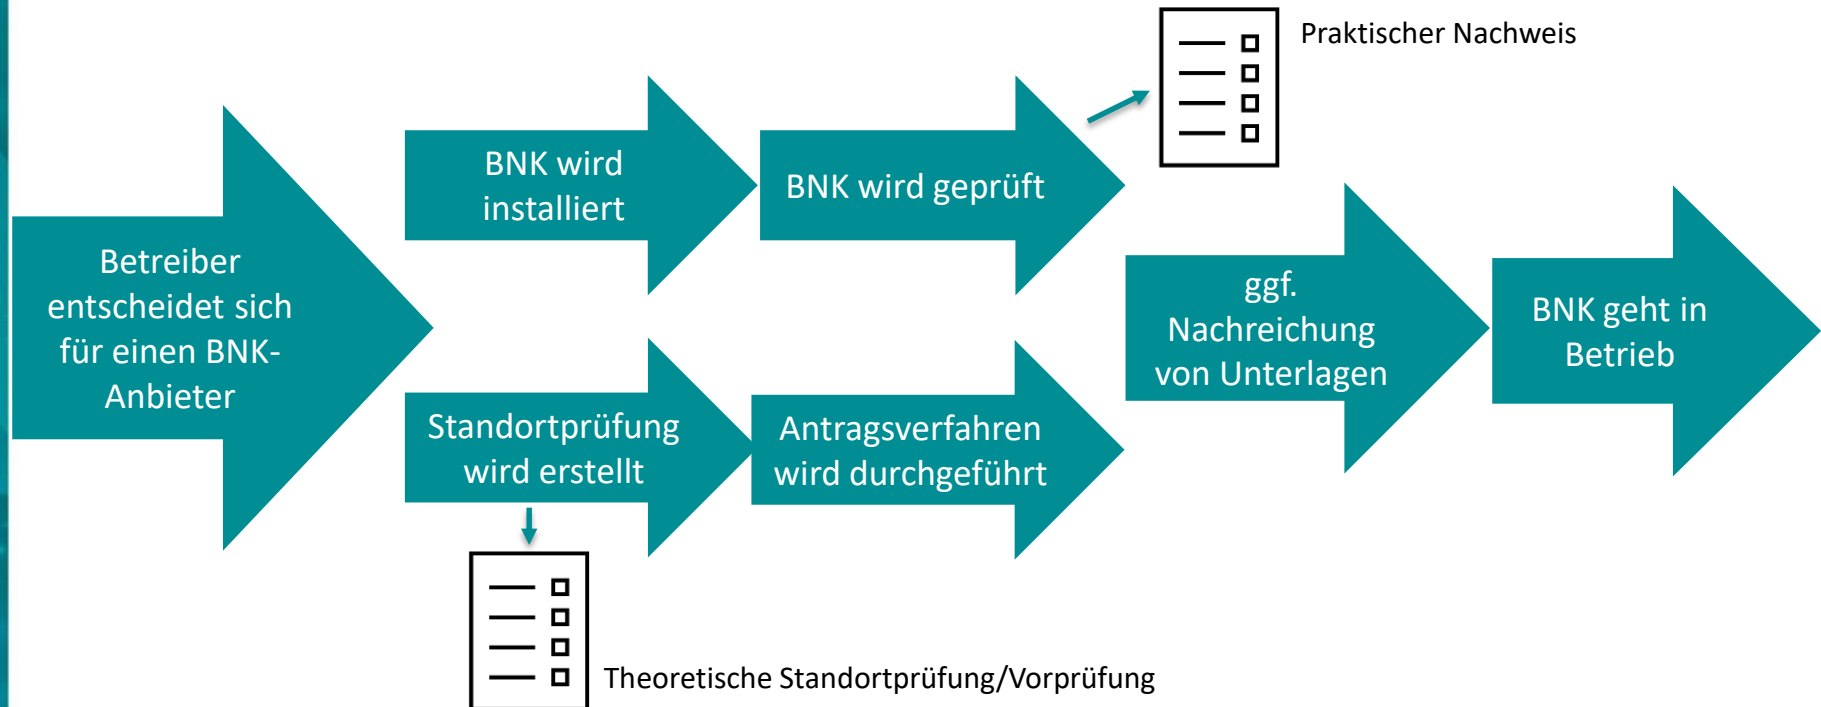 Praktischer Nachweis
BNK wird
installiert
BNK wird geprüft
Betreiber
entscheidet sich
für einen BNK-
Anbieter
ggf.
Nachreichung
von Unterlagen
BNK geht in
Betrieb
Standortprüfung
wird erstellt
Antragsverfahren
wird durchgeführt
Theoretische Standortprüfung/Vorprüfung